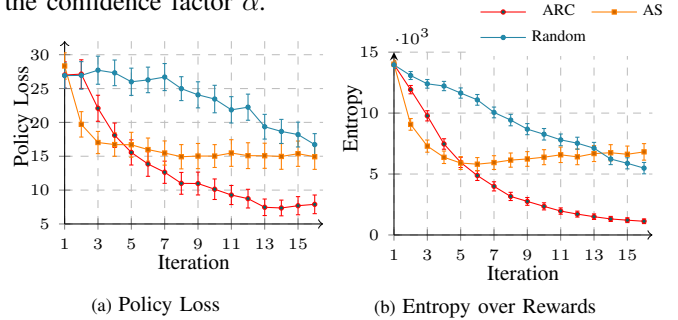 the confidence factor α.
ARC AS
Random
30
25
20
15
10
5
Policy Loss
1 3 5 7 9 11 13 15
Iteration
(a) Policy Loss
·10³
15
10
5
0
Entropy
1 3 5 7 9 11 13 15
Iteration
(b) Entropy over Rewards